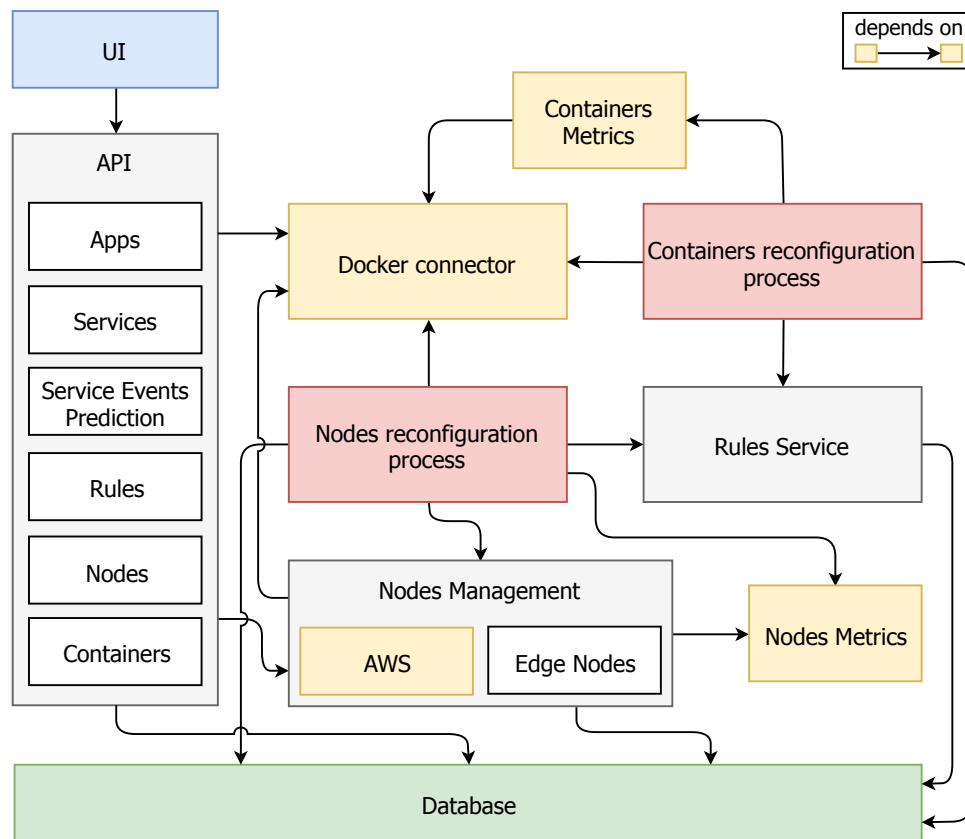 UI
depends on
API
Apps
Services
Service Events
Prediction
Rules
Nodes
Containers
Containers
Metrics
Docker connector
Containers reconfiguration
process
Nodes reconfiguration
process
Rules Service
Nodes Management
AWS
Edge Nodes
Nodes Metrics
Database